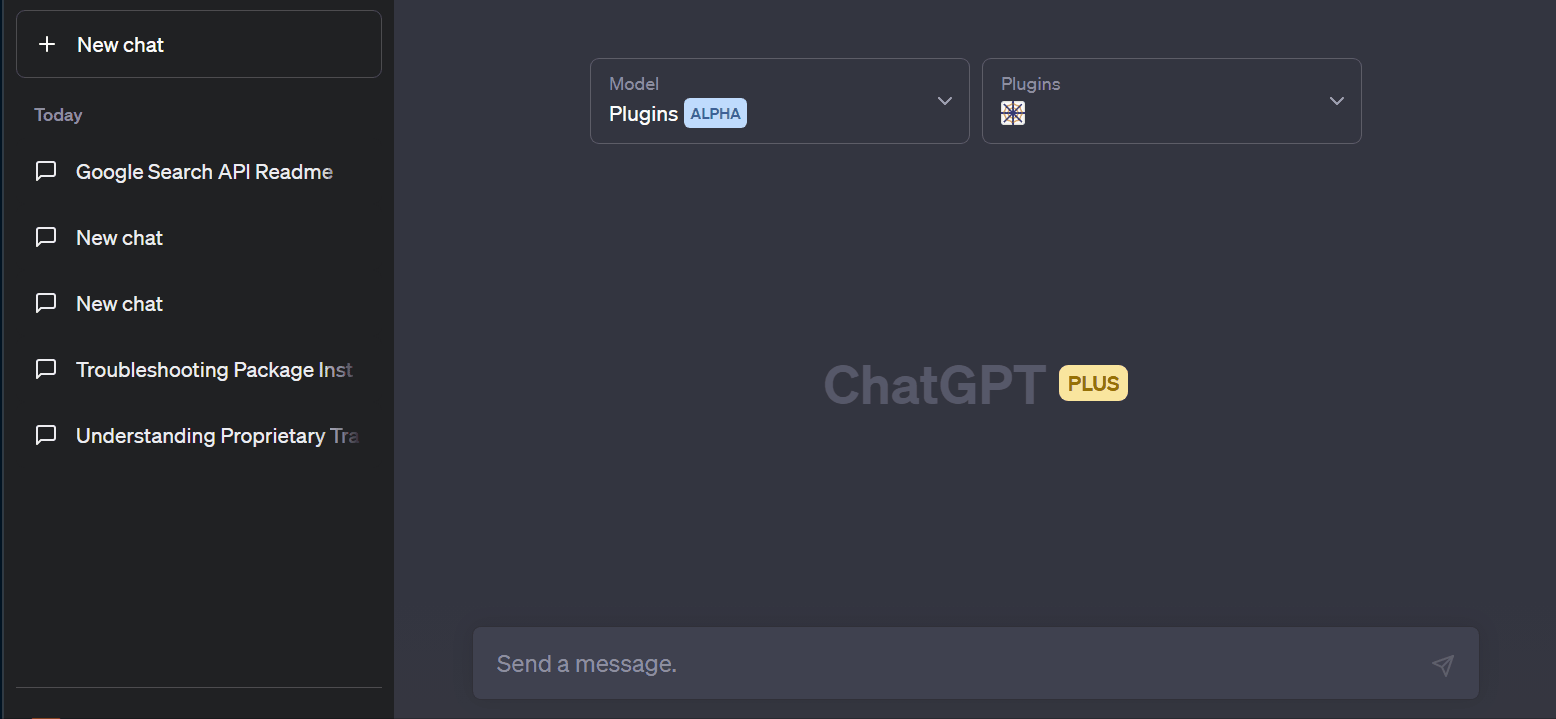 New chat
Today
Google Search API Readme
New chat
New chat
Troubleshooting Package Inst
Understanding Proprietary Tra
Model
Plugins ALPHA
Plugins
ChatGPT PLUS
Send a message.